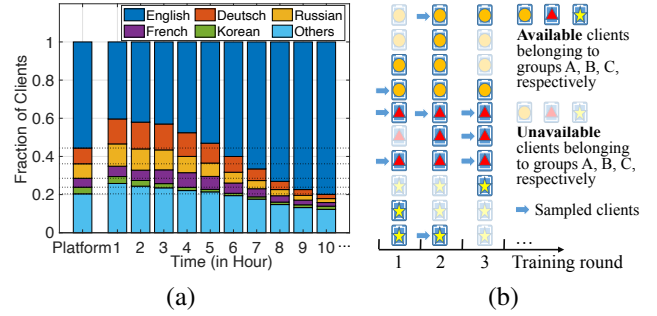 (a)
English
Deutsch
Russian
French
Korean
Others
Fraction of Clients
1
0.8
0.6
0.4
0.2
0
Platform 1 2 3 4 5 6 7 8 9 10 ...
Time (in Hour)
(a)
(b)
Available clients
belonging to
groups A, B, C,
respectively
Unavailable
clients belonging
to groups A, B, C,
respectively
Sampled clients
...
1 2 3 Training round
(b)